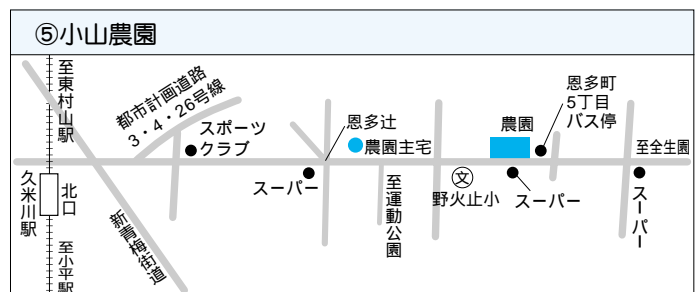 ⑤小山農園
至東村山駅
久米川駅
北口
至小平駅
都市計画道路
3・4・26号線
スポーツ
クラブ
新青梅街道
スーパー
恩多辻
農園主宅
至運動公園
文
野火止小
農園
スーパー
恩多町
5丁目
バス停
至全生園
スーパー